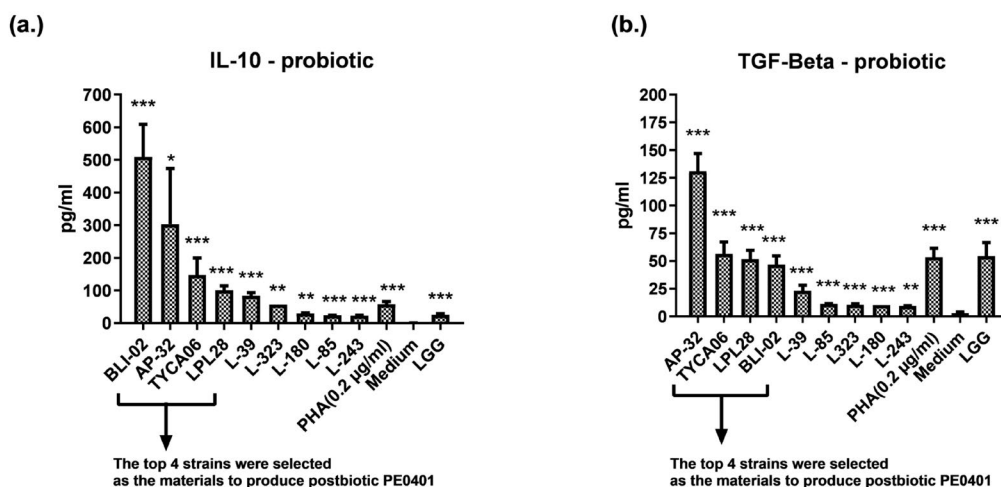 (a.)
IL-10 - probiotic
700
600
500
400
300
200
100
0
pg/ml
***
*
***
***
***
**
**
***
***
***
***
BLI-02
AP-32
TYCA06
LPL28
L-39
L-323
L-180
L-85
L-243
PHA(0.2 μg/ml)
Medium
LGG
The top 4 strains were selected
as the materials to produce postbiotic PE0401
(b.)
TGF-Beta - probiotic
200
175
150
125
100
75
50
25
0
pg/ml
***
***
***
***
***
***
***
***
**
***
***
AP-32
TYCA06
LPL28
BLI-02
L-39
L-85
L323
L-180
L-243
PHA(0.2 μg/ml)
Medium
LGG
The top 4 strains were selected
as the materials to produce postbiotic PE0401